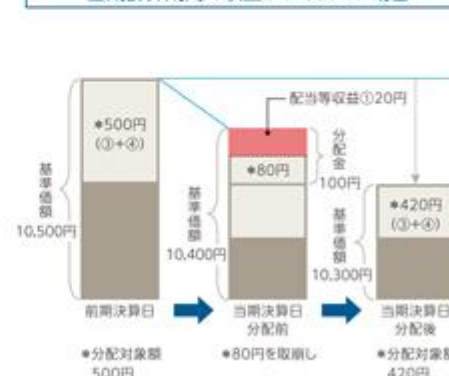 配当等収益①20円
*500円
(③+④)
分配金
100円
*80円
*420円
(③+④)
基準価額
10,500円
基準価額
10,400円
基準価額
10,300円
前期決算日
当期決算日
分配前
当期決算日
分配後
*分配対象額
500円
*80円を取崩し
*分配対象額
420円